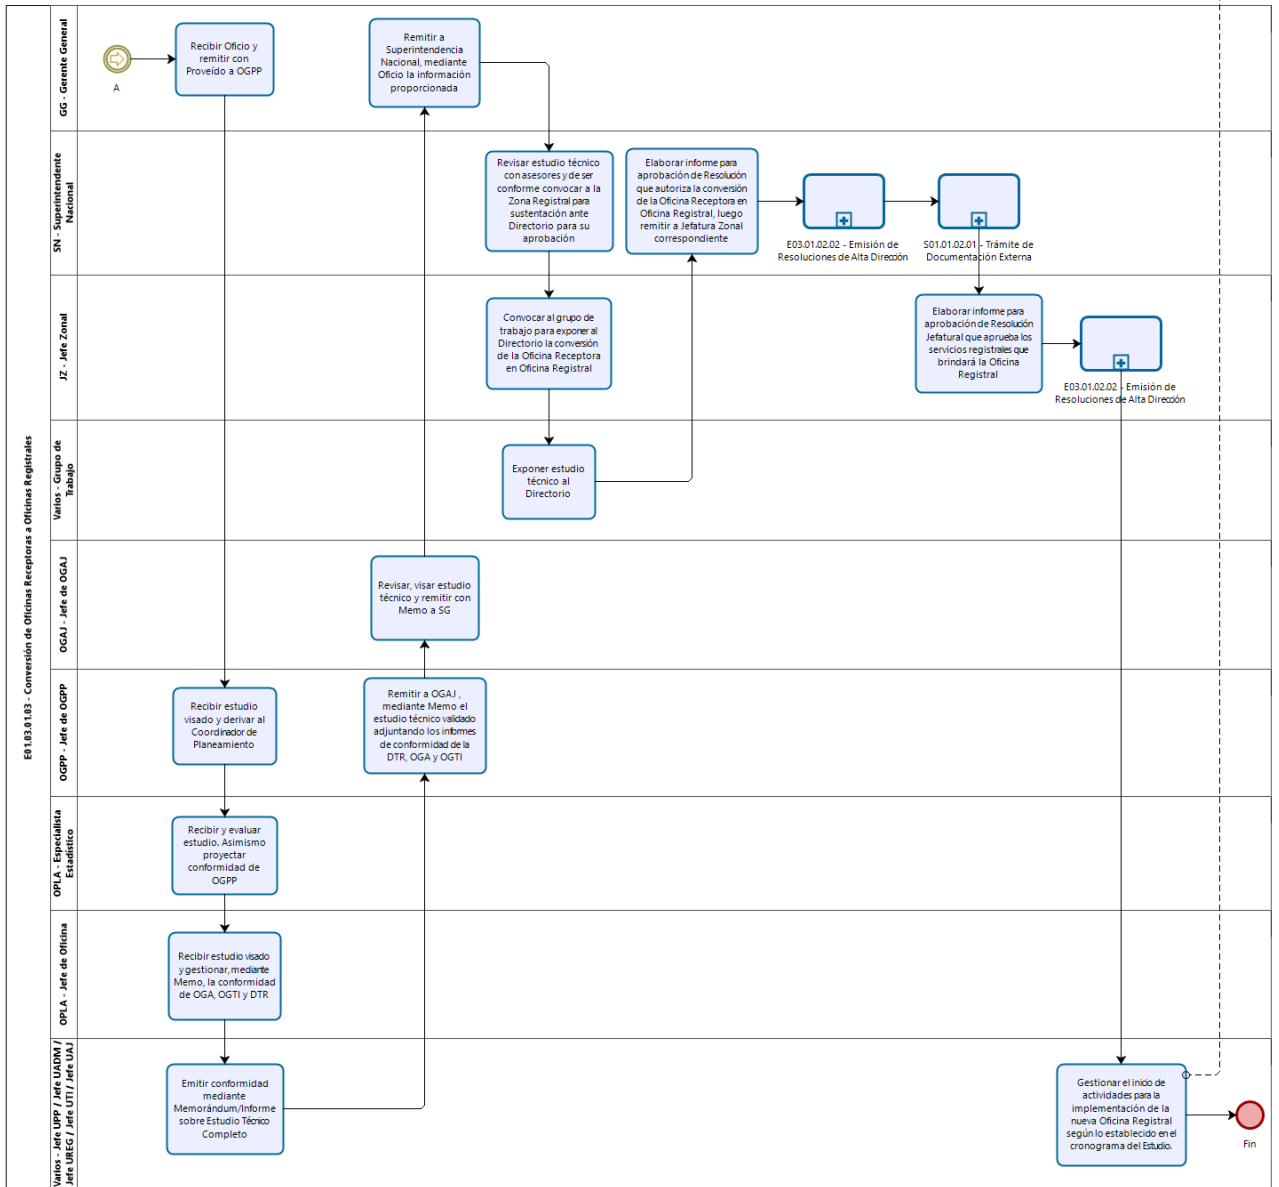 E01.03.01.03 - Conversión de Oficinas Receptoras a Oficinas Registrales
GG - Gerente General
A
Recibir Oficio y
remitir con
Proveído a OGPP
Remitir a
Superintendencia
Nacional, mediante
Oficio la información
proporcionada
SN - Superintendente
Nacional
Revisar estudio técnico
con asesores y de ser
conforme convocar a la
Zona Registral para
sustentación ante
Directorio para su
aprobación
Elaborar informe para
aprobación de Resolución
que autoriza la conversión
de la Oficina Receptora en
Oficina Registral, luego
remitir a Jefatura Zonal
correspondiente
E03.01.02.02 - Emisión de
Resoluciones de Alta Dirección
S01.01.02.01 - Trámite de
Documentación Externa
JZ - Jefe Zonal
Convocar al grupo de
trabajo para exponer al
Directorio la conversión
de la Oficina Receptora
en Oficina Registral
Elaborar informe para
aprobación de Resolución
Jefatural que aprueba los
servicios registrales que
brindará la Oficina
Registral
E03.01.02.02 - Emisión de
Resoluciones de Alta Dirección
Varios - Grupo de
Trabajo
Exponer estudio
técnico al
Directorio
OGAJ - Jefe de OGAJ
Revisar, visar estudio
técnico y remitir con
Memo a SG
OGPP - Jefe de OGPP
Recibir estudio
visado y derivar al
Coordinador de
Planeamiento
Remitir a OGAJ ,
mediante Memo el
estudio técnico validado
adjuntando los informes
de conformidad de la
DTR, OGA y OGTI
OPLA - Especialista
Estadístico
Recibir y evaluar
estudio. Asimismo
proyectar
conformidad de
OGPP
OPLA - Jefe de Oficina
Recibir estudio visado
y gestionar, mediante
Memo, la conformidad
de OGA, OGTI y DTR
Varios - Jefe UPP / Jefe UADM /
Jefe UREG / Jefe UTI / Jefe UAJ
Emitir conformidad
mediante
Memorándum/Informe
sobre Estudio Técnico
Completo
Gestionar el inicio de
actividades para la
implementación de la
nueva Oficina Registral
según lo establecido en el
cronograma del Estudio.
Fin